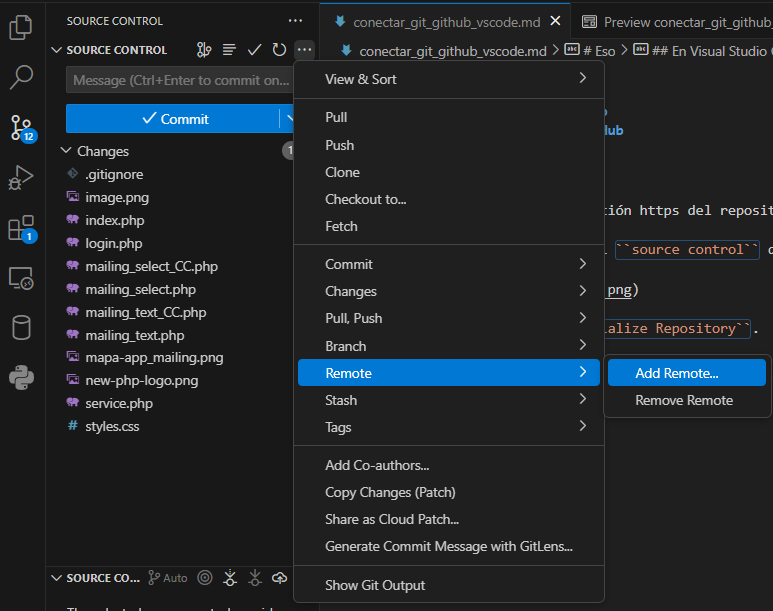 SOURCE CONTROL
SOURCE CONTROL
Message (Ctrl+Enter to commit on...
Commit
Changes
1
.gitignore
image.png
index.php
login.php
mailing_select_CC.php
mailing_select.php
mailing_text_CC.php
mailing_text.php
mapa-app_mailing.png
new-php-logo.png
service.php
styles.css
SOURCE CO...
Auto
12
1
conectar_git_github_vscode.md
Preview conectar_git_github_
conectar_git_github_vscode.md > # Eso > ## En Visual Studio
ub
ión https del reposit
``source control``
png)
alize Repository``.
View & Sort
Pull
Push
Clone
Checkout to...
Fetch
Commit
Changes
Pull, Push
Branch
Remote
Stash
Tags
Add Co-authors...
Copy Changes (Patch)
Share as Cloud Patch...
Generate Commit Message with GitLens...
Show Git Output
Add Remote...
Remove Remote